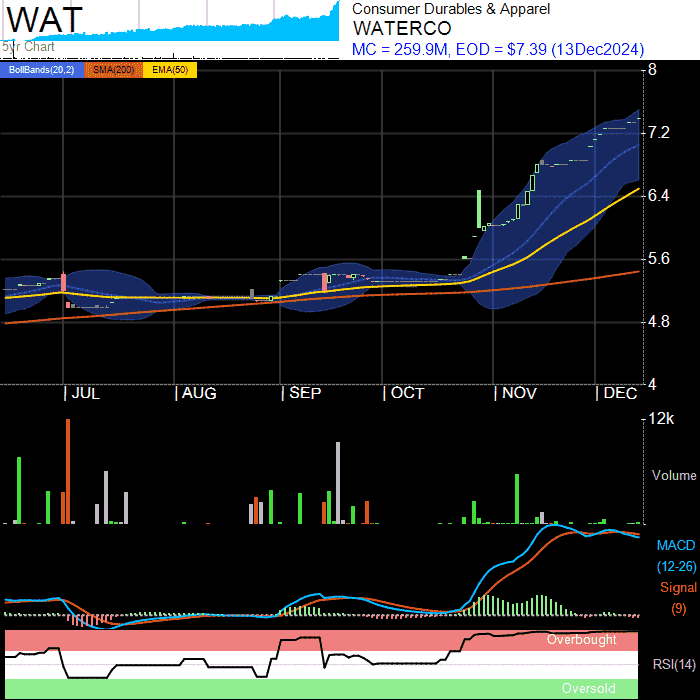 WAT
5yr Chart
Consumer Durables & Apparel
WATERCO
MC = 259.9M, EOD = $7.39 (13Dec2024)
BollBands(20,2) SMA(200) EMA(50)
8
7.2
6.4
5.6
4.8
4
JUL AUG SEP OCT NOV DEC
12k
Volume
MACD
(12-26)
Signal
(9)
Overbought
RSI(14)
Oversold